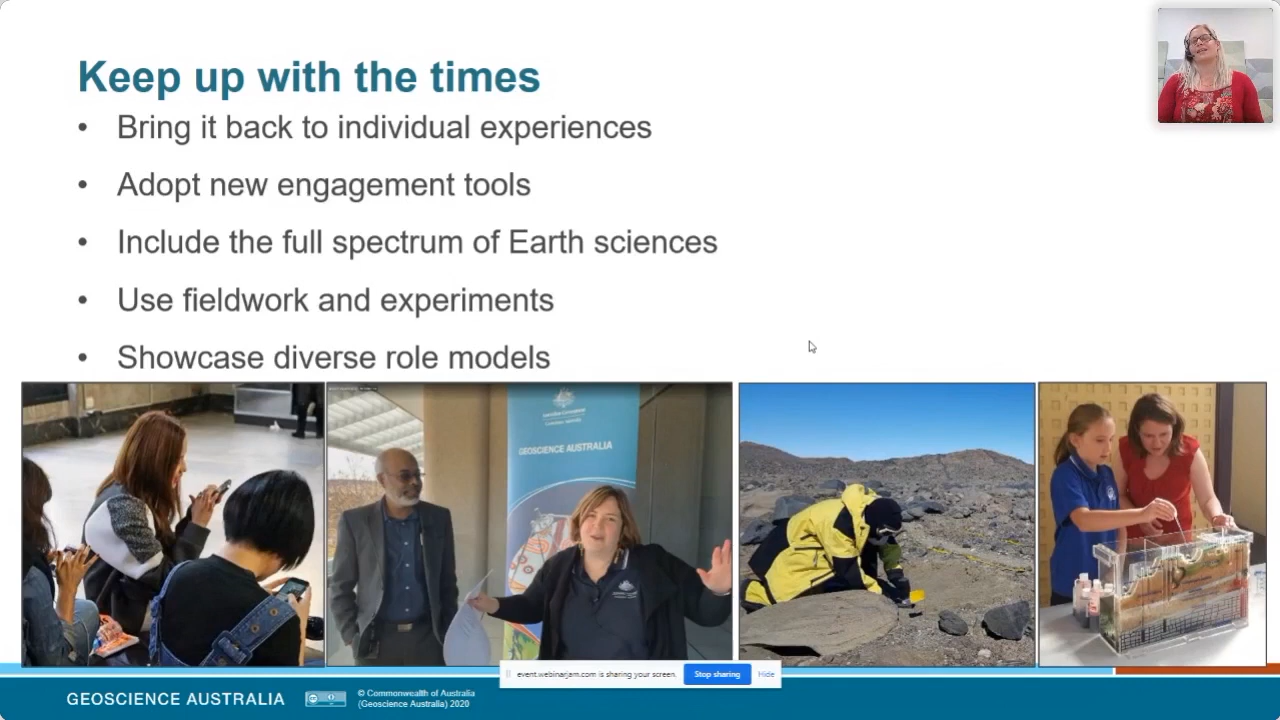 Keep up with the times
• Bring it back to individual experiences
• Adopt new engagement tools
• Include the full spectrum of Earth sciences
• Use fieldwork and experiments
• Showcase diverse role models
GEOSCIENCE AUSTRALIA
event.webinarjam.com is sharing your screen.
Stop sharing
Hide
GEOSCIENCE AUSTRALIA
© Commonwealth of Australia
(Geoscience Australia) 2020